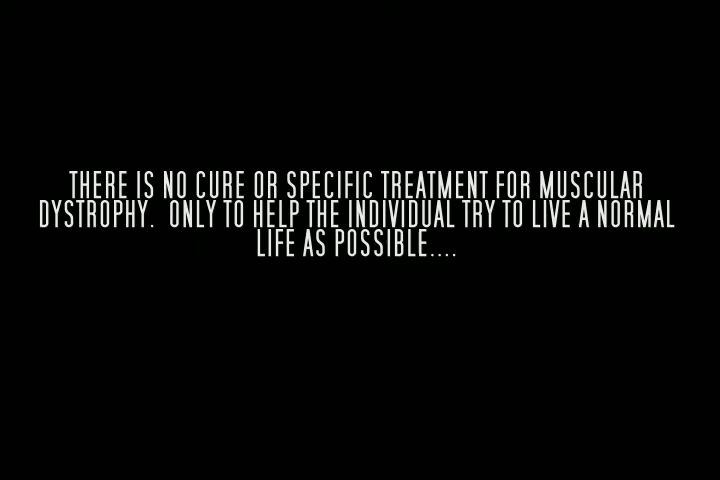 THERE IS NO CURE OR SPECIFIC TREATMENT FOR MUSCULAR
DYSTROPHY.  ONLY TO HELP THE INDIVIDUAL TRY TO LIVE A NORMAL
LIFE AS POSSIBLE....